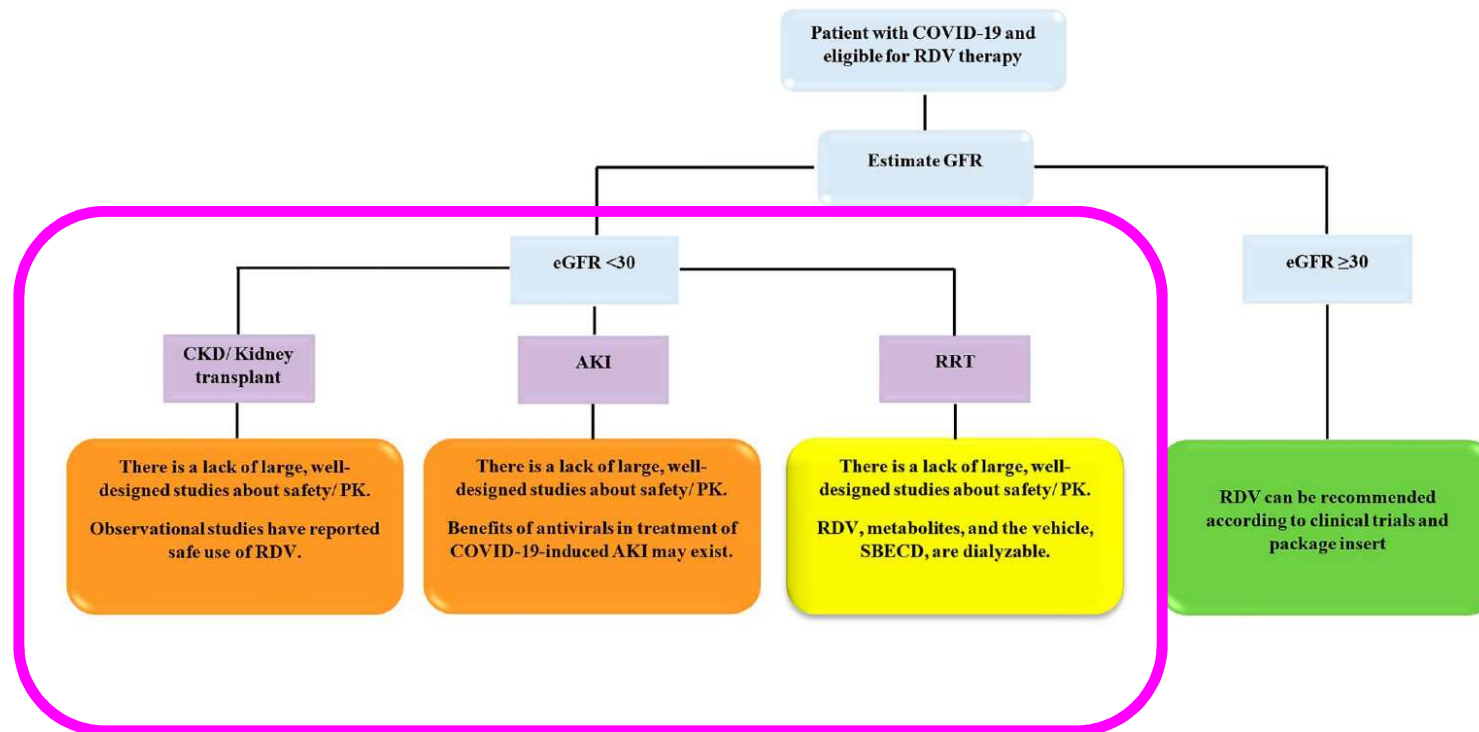 Patient with COVID-19 and
eligible for RDV therapy
Estimate GFR
eGFR <30
eGFR ≥30
CKD/ Kidney
transplant
AKI
RRT
There is a lack of large, well-
designed studies about safety/ PK.
Observational studies have reported
safe use of RDV.
There is a lack of large, well-
designed studies about safety/ PK.
Benefits of antivirals in treatment of
COVID-19-induced AKI may exist.
There is a lack of large, well-
designed studies about safety/ PK.
RDV, metabolites, and the vehicle,
SBECD, are dialyzable.
RDV can be recommended
according to clinical trials and
package insert